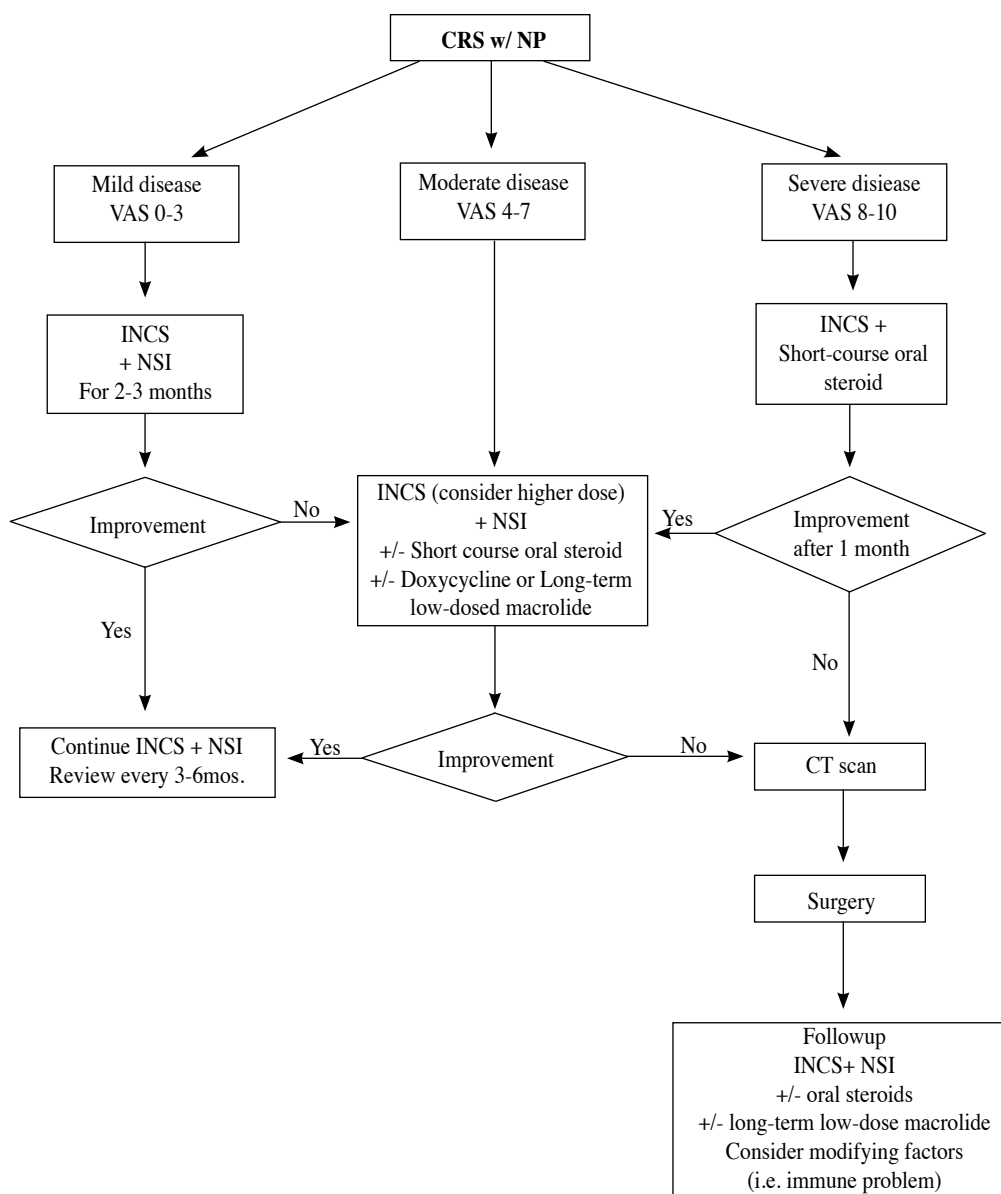 CRS w/ NP
Mild disease
VAS 0-3
Moderate disease
VAS 4-7
Severe disiease
VAS 8-10
INCS
+ NSI
For 2-3 months
INCS +
Short-course oral
steroid
Improvement
No
INCS (consider higher dose)
+ NSI
+/- Short course oral steroid
+/- Doxycycline or Long-term
low-dosed macrolide
Yes
Improvement
after 1 month
Yes
No
Continue INCS + NSI
Review every 3-6mos.
Yes
Improvement
No
CT scan
Surgery
Followup
INCS+ NSI
+/- oral steroids
+/- long-term low-dose macrolide
Consider modifying factors
(i.e. immune problem)